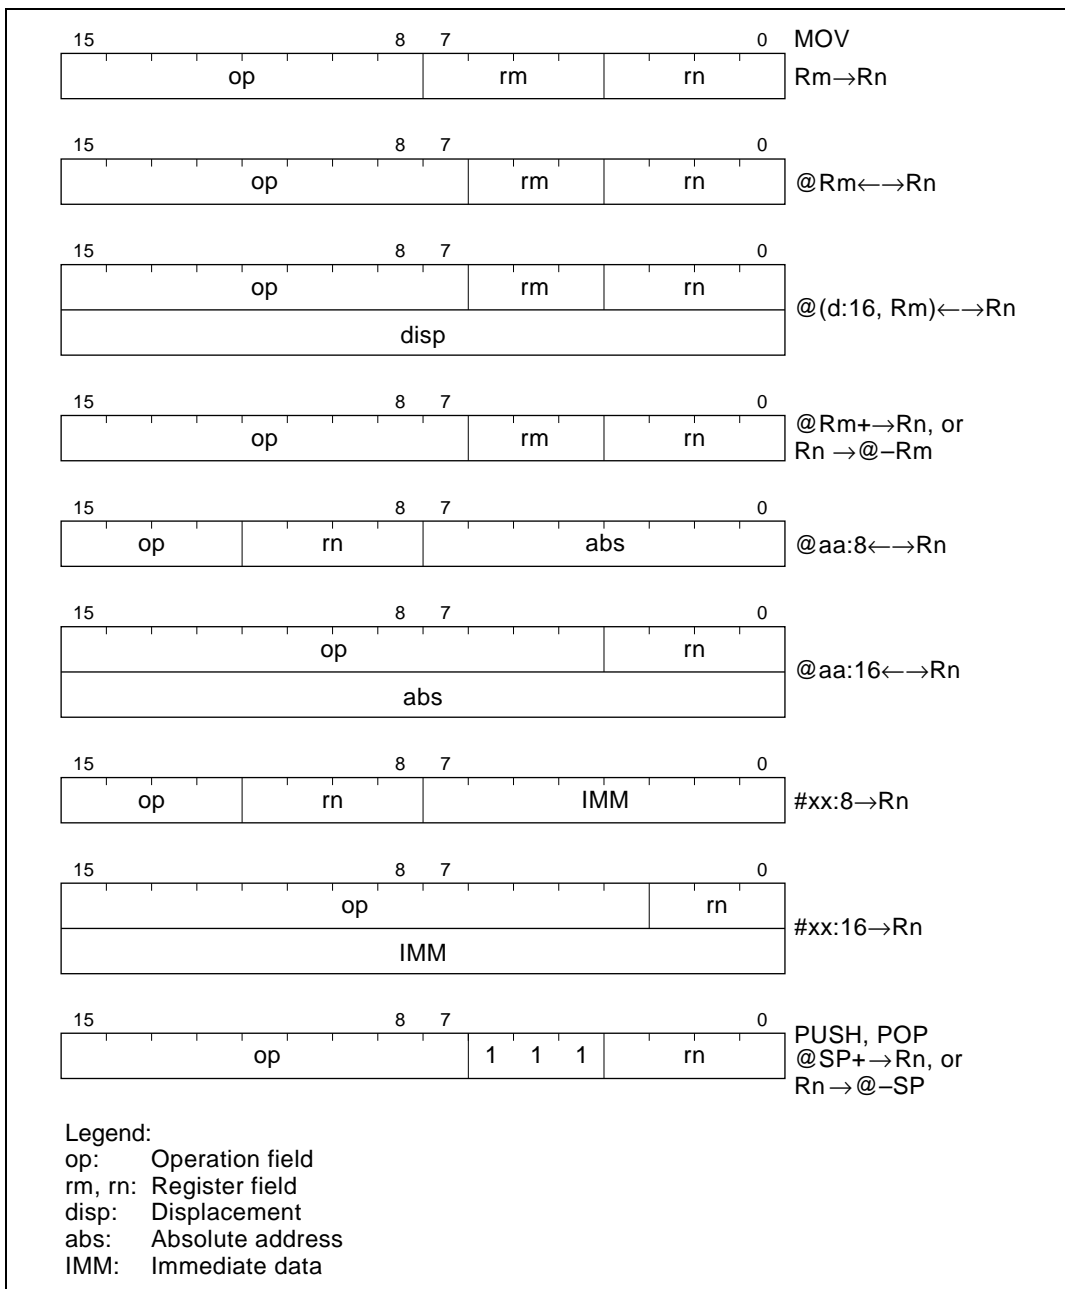 15 8 7 0 MOV
op rm rn Rm→Rn
15 8 7 0
op rm rn @Rm←→Rn
15 8 7 0
op rm rn
@(d:16, Rm)←→Rn
disp
15 8 7 0
@Rm+→Rn, or
op rm rn
Rn →@−Rm
15 8 7 0
op rn abs @aa:8←→Rn
15 8 7 0
op rn
@aa:16←→Rn
abs
15 8 7 0
op rn IMM #xx:8→Rn
15 8 7 0
op rn
#xx:16→Rn
IMM
15 8 7 0
PUSH, POP
op 1 1 1 rn @SP+→Rn, or
Rn→@−SP
Legend:
op: Operation field
rm, rn: Register field
disp: Displacement
abs: Absolute address
IMM: Immediate data